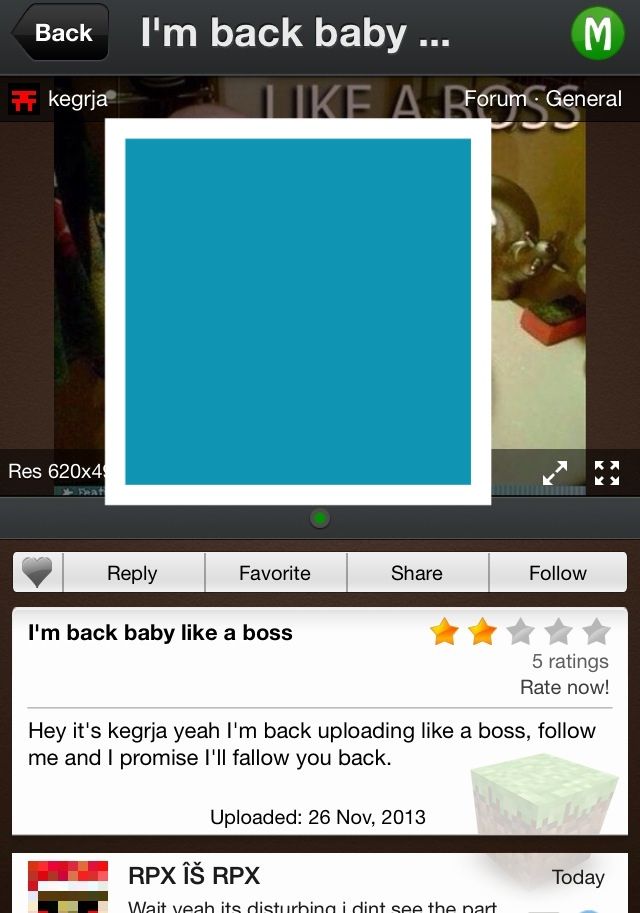 Back
I'm back baby ...
M
kegrja
Forum · General
LIKE A BOSS
Res 620x49
Reply
Favorite
Share
Follow
I'm back baby like a boss
5 ratings
Rate now!
Hey it's kegrja yeah I'm back uploading like a boss, follow
me and I promise I'll fallow you back.
Uploaded: 26 Nov, 2013
RPX ÎŠ RPX
Today
Wait yeah its disturbing i dint see the part